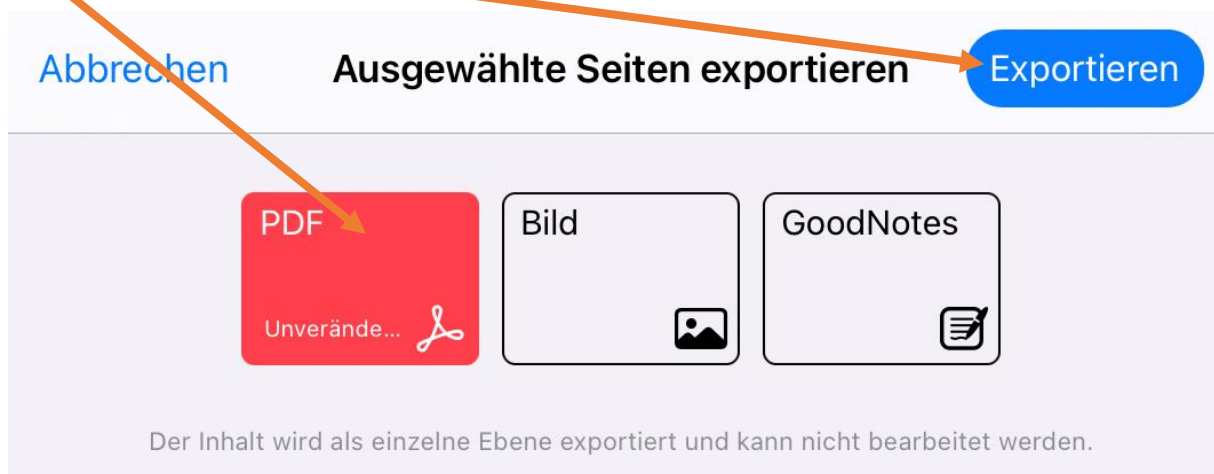 Abbrechen Ausgewählte Seiten exportieren Exportieren
PDF Bild GoodNotes
Unverände...
Der Inhalt wird als einzelne Ebene exportiert und kann nicht bearbeitet werden.